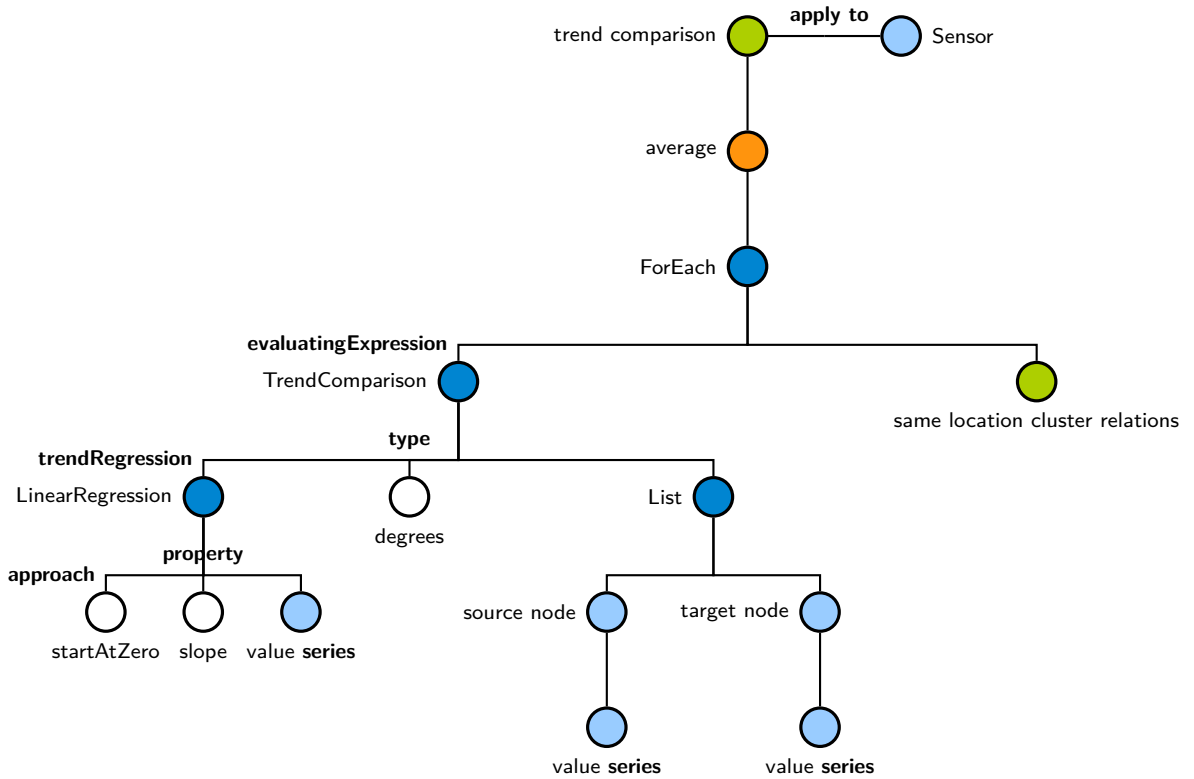 apply to
trend comparison
Sensor
average
ForEach
evaluatingExpression
TrendComparison
same location cluster relations
type
trendRegression
LinearRegression
List
degrees
property
approach
source node
target node
startAtZero
slope
value series
value series
value series